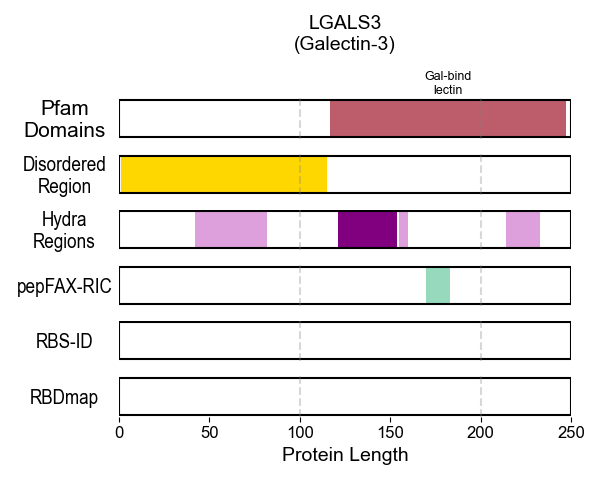 LGALS3
(Galectin-3)
Gal-bind
lectin
Pfam
Domains
Disordered
Region
Hydra
Regions
pepFAX-RIC
RBS-ID
RBDmap
0 50 100 150 200 250
Protein Length